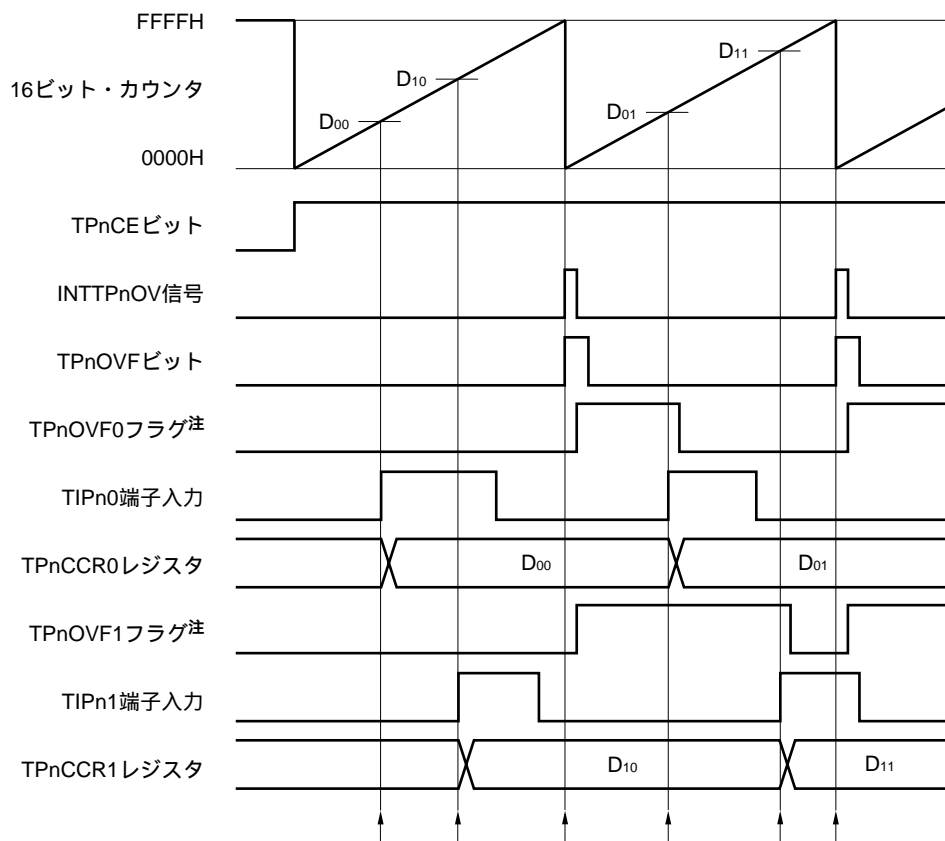 FFFFH
D11
D10
16ビット・カウンタ
D01
D00
0000H
TPnCEビット
INTTPnOV信号
TPnOVFビット
TPnOVF0フラグ注
TIPn0端子入力
TPnCCR0レジスタ
D00
D01
TPnOVF1フラグ注
TIPn1端子入力
TPnCCR1レジスタ
D10
D11